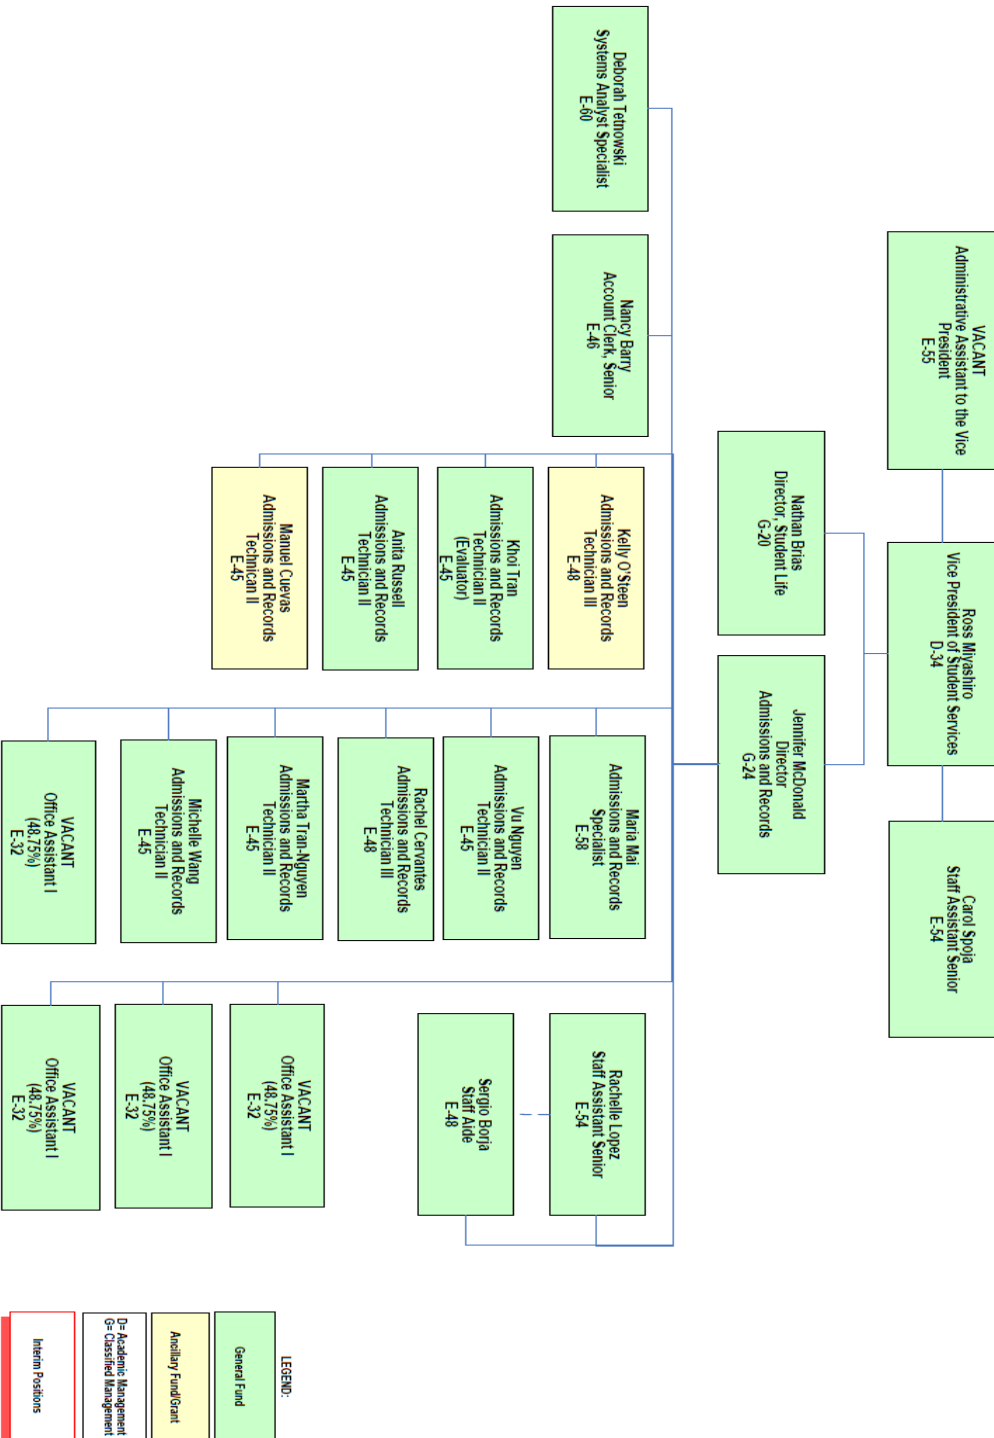 VACANT
Administrative Assistant to the Vice
President
E-55
Ross Miyashiro
Vice President of Student Services
D-34
Carol Spoja
Staff Assistant Senior
E-54
Nathan Brias
Director, Student Life
G-20
Jennifer McDonald
Director
Admissions and Records
G-24
Deborah Tetnowski
Systems Analyst Specialist
E-60
Nancy Barry
Account Clerk, Senior
E-46
Kelly O'Steen
Admissions and Records
Technician III
E-48
Khoi Tran
Admissions and Records
Technician II
(Evaluator)
E-45
Anita Russell
Admissions and Records
Technician II
E-45
Manuel Cuevas
Admissions and Records
Technican II
E-45
Maria Mai
Admissions and Records
Specialist
E-58
Vu Nguyen
Admissions and Records
Technician II
E-45
Rachel Cervantes
Admissions and Records
Technician III
E-48
Martha Tran-Nguyen
Admissions and Records
Technician II
E-45
Michelle Wang
Admissions and Records
Technician II
E-45
VACANT
Office Assistant I
(48.75%)
E-32
Rachelle Lopez
Staff Assistant Senior
E-54
Sergio Borja
Staff Aide
E-48
VACANT
Office Assistant I
(48.75%)
E-32
VACANT
Office Assistant I
(48.75%)
E-32
VACANT
Office Assistant I
(48.75%)
E-32
LEGEND:
General Fund
Ancillary Fund/Grant
D= Academic Management
G= Classified Management
Interim Positions